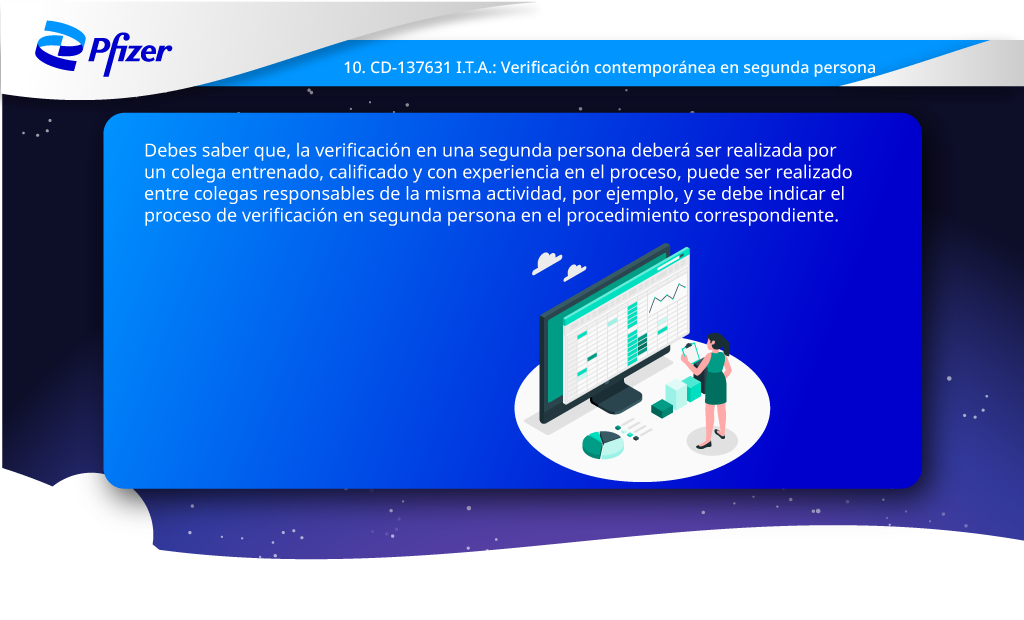 Pfizer
10. CD-137631 I.T.A.: Verificación contemporánea en segunda persona
Debes saber que, la verificación en una segunda persona deberá ser realizada por
un colega entrenado, calificado y con experiencia en el proceso, puede ser realizado
entre colegas responsables de la misma actividad, por ejemplo, y se debe indicar el
proceso de verificación en segunda persona en el procedimiento correspondiente.